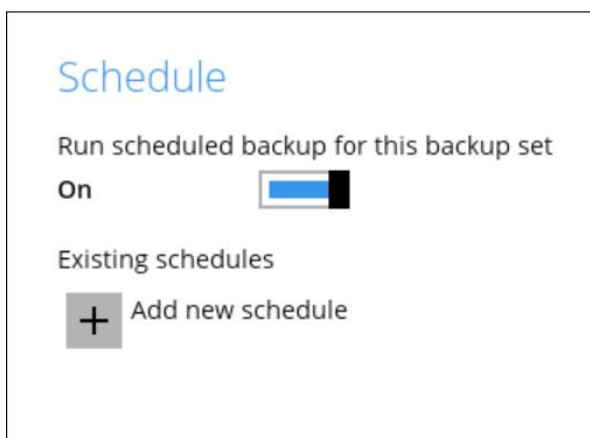 Schedule
Run scheduled backup for this backup set
On
Existing schedules
Add new schedule